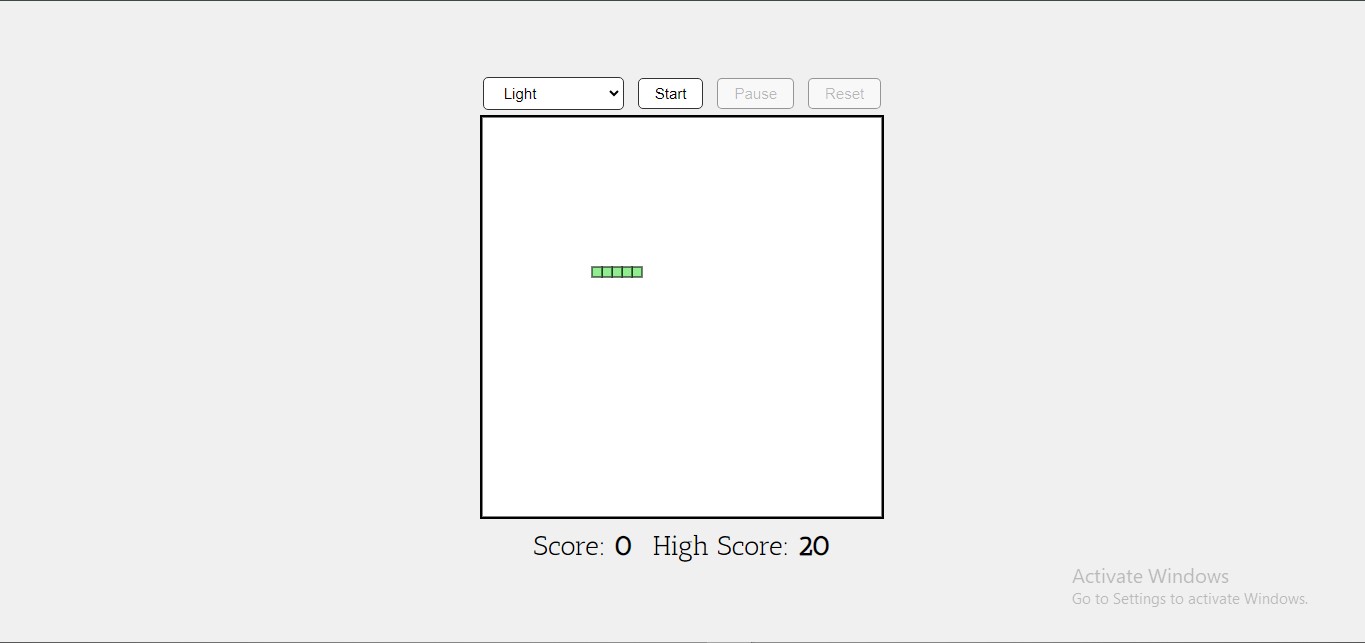 Light Start Pause Reset
Score: 0 High Score: 20
Activate Windows
Go to Settings to activate Windows.